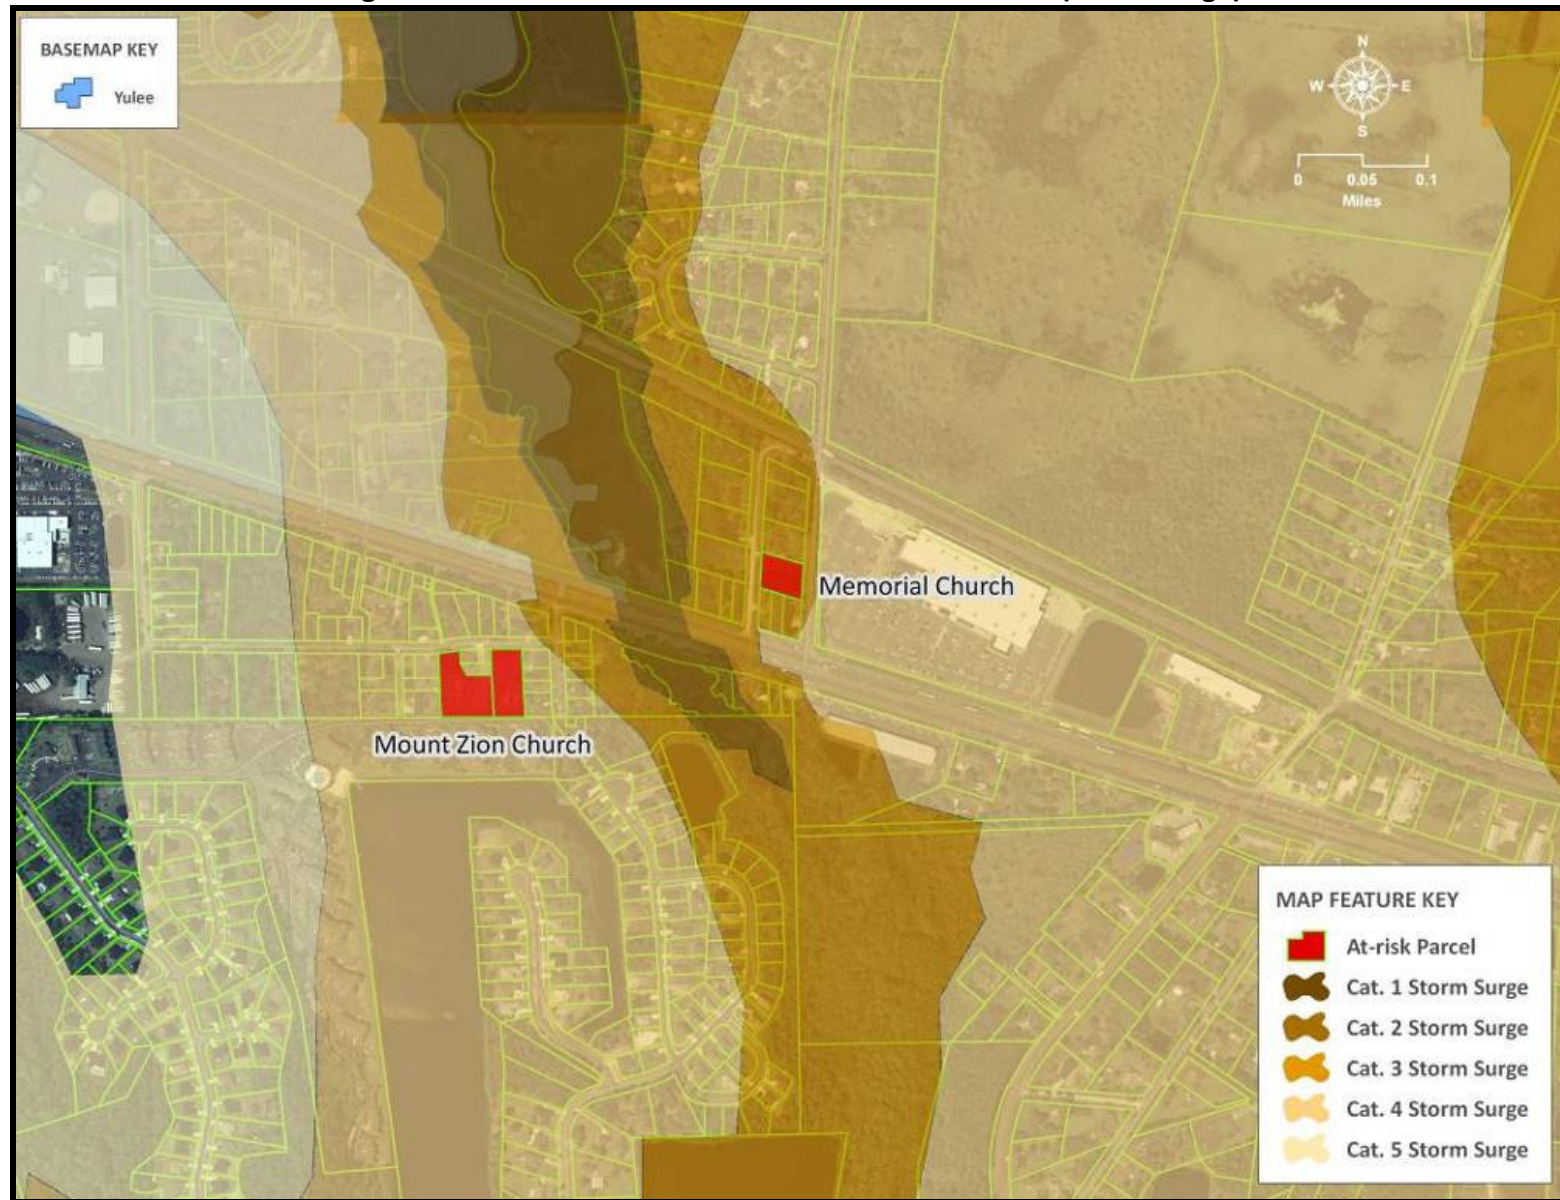 BASEMAP KEY
Yulee
N
W E
S
0 0.05 0.1
Miles
Memorial Church
Mount Zion Church
MAP FEATURE KEY
At-risk Parcel
Cat. 1 Storm Surge
Cat. 2 Storm Surge
Cat. 3 Storm Surge
Cat. 4 Storm Surge
Cat. 5 Storm Surge